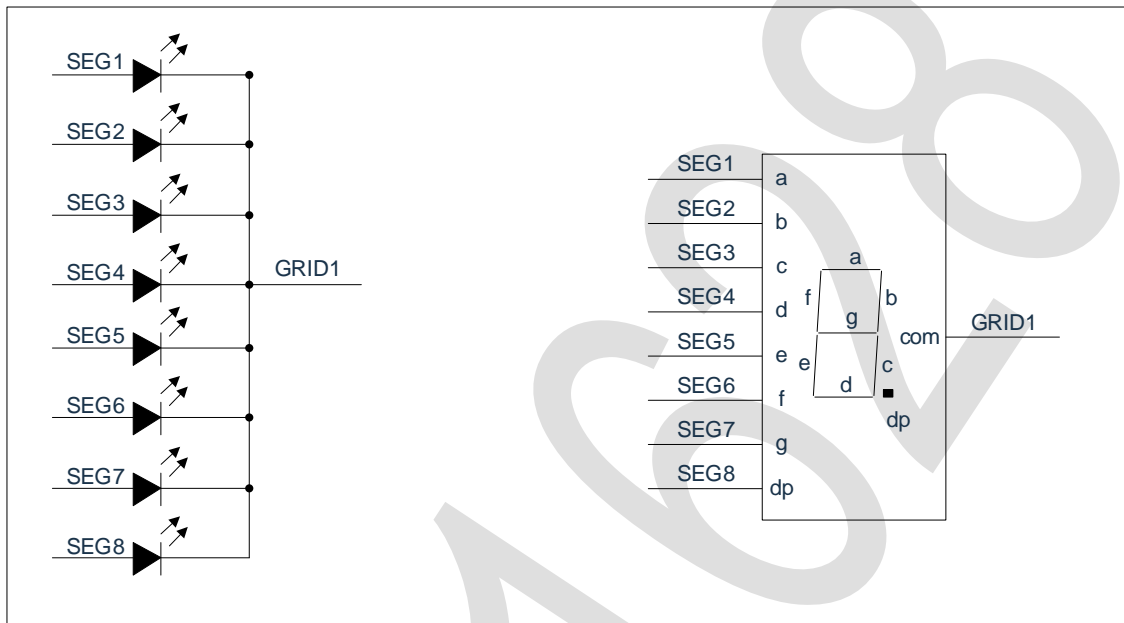 SEG1
SEG2
SEG3
SEG4
SEG5
SEG6
SEG7
SEG8
GRID1
SEG1
SEG2
SEG3
SEG4
SEG5
SEG6
SEG7
SEG8
a
b
c
d
e
f
g
dp
a
f
b
g
e
c
d
dp
com
GRID1
1628